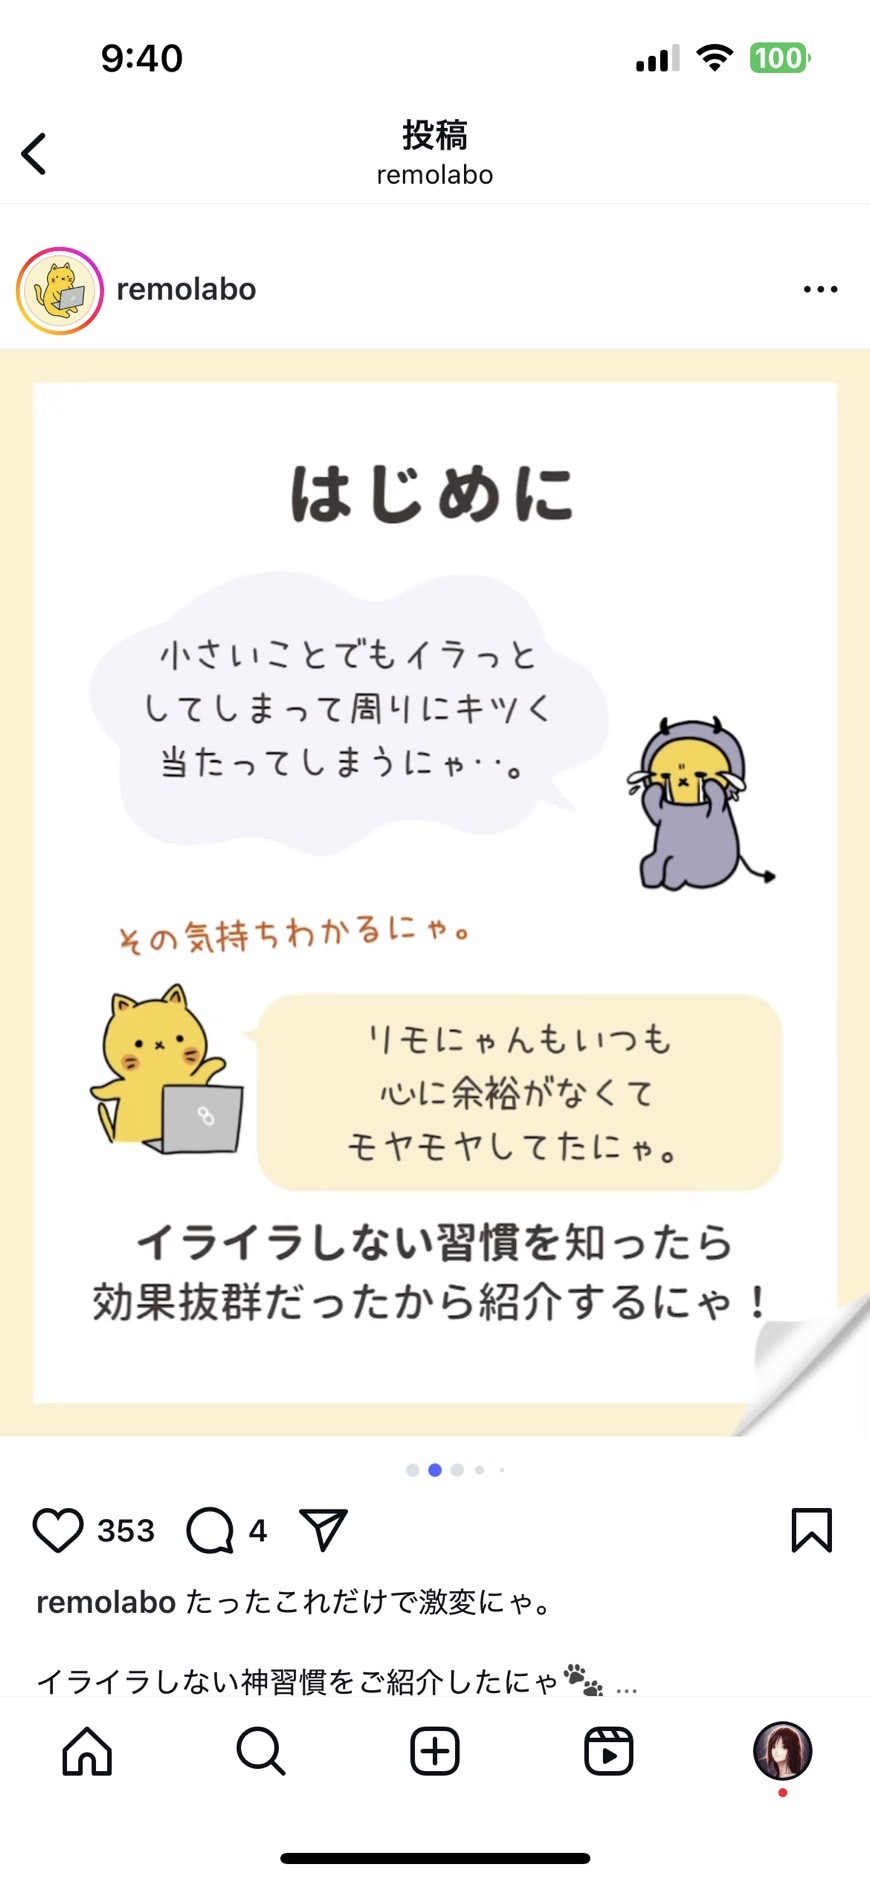 9:40
100
投稿
remolabo
remolabo
はじめに
小さいことでもイラっと
してしまって周りにキツく
当たってしまうにゃ‥。
その気持ちわかるにゃ。
リモにゃんもいつも
心に余裕がなくて
モヤモヤしてたにゃ。
イライラしない習慣を知ったら
効果抜群だったから紹介するにゃ！
353 4
remolabo たったこれだけで激変にゃ。
イライラしない神習慣をご紹介したにゃ🐾 ...